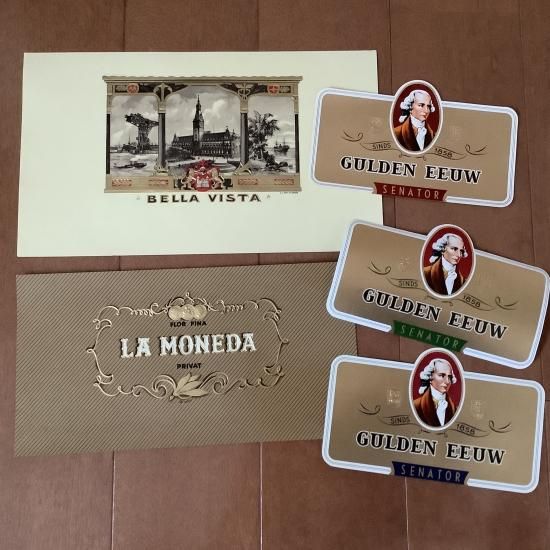 BELLA VISTA
FLOR FINA
LA MONEDA
PRIVAT
SINDS 1858
GULDEN EEUW
SENATOR
SINDS 1858
GULDEN EEUW
SENATOR
SINDS 1858
GULDEN EEUW
SENATOR